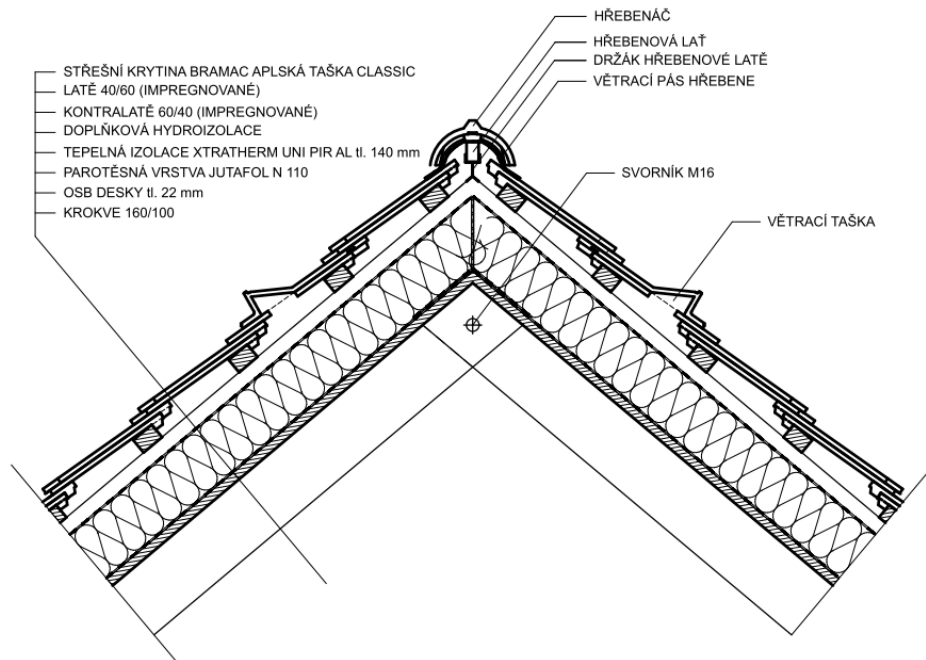 HŘEBENÁČ
HŘEBENOVÁ LAŤ
DRŽÁK HŘEBENOVÉ LATĚ
VĚTRACÍ PÁS HŘEBENE
STŘEŠNÍ KRYTINA BRAMAC APLSKÁ TAŠKA CLASSIC
LATĚ 40/60 (IMPREGNOVANÉ)
KONTRALATĚ 60/40 (IMPREGNOVANÉ)
DOPLŇKOVÁ HYDROIZOLACE
TEPELNÁ IZOLACE XTRATHERM UNI PIR AL tl. 140 mm
PAROTĚSNÁ VRSTVA JUTAFOL N 110
OSB DESKY tl. 22 mm
KROKVE 160/100
SVORNÍK M16
VĚTRACÍ TAŠKA